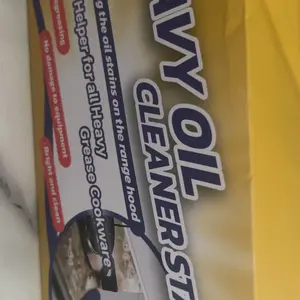 AVY OIL
CLEANER ST
g the oil stains on the range hood
Helper for all Heavy
Grease Cookware
greasing
No damage to equipment
Bright and clean